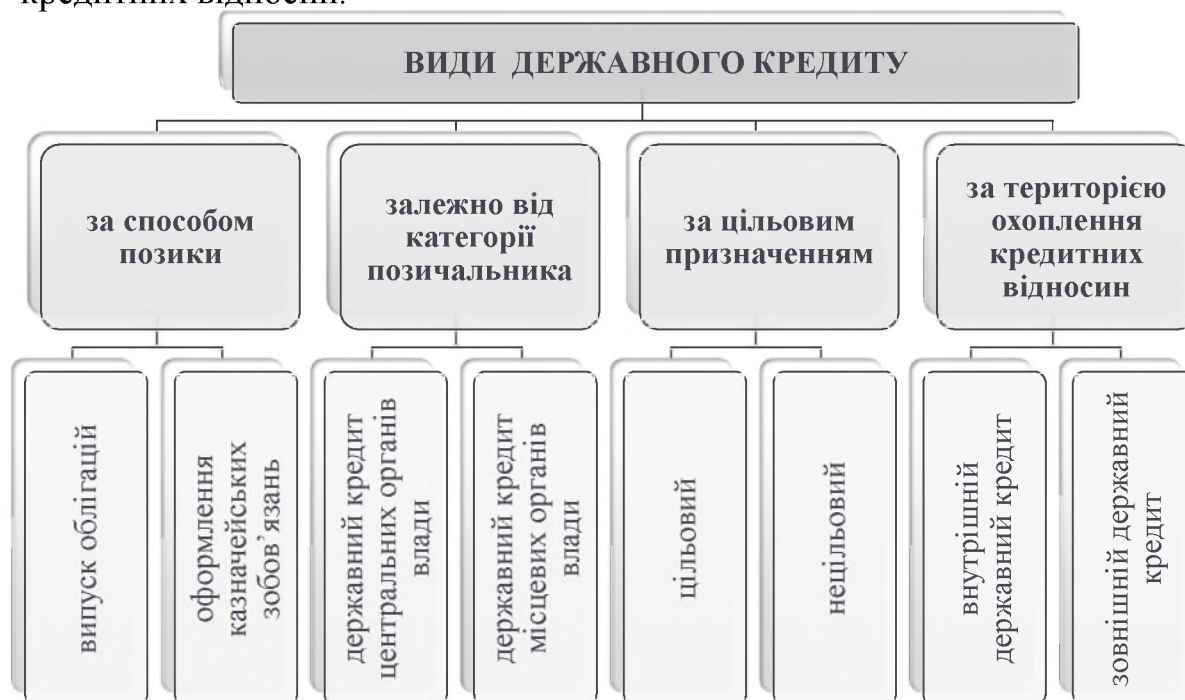 кредитних відносин.
ВИДИ ДЕРЖАВНОГО КРЕДИТУ
за способом
позики
залежно від
категорії
позичальника
за цільовим
призначенням
за територією
охоплення
кредитних
відносин
випуск облігацій
оформлення
казначейських
зобов’язань
державний кредит
центральних органів
влади
державний кредит
місцевих органів
влади
цільовий
нецільовий
внутрішній
державний кредит
зовнішній державний
кредит